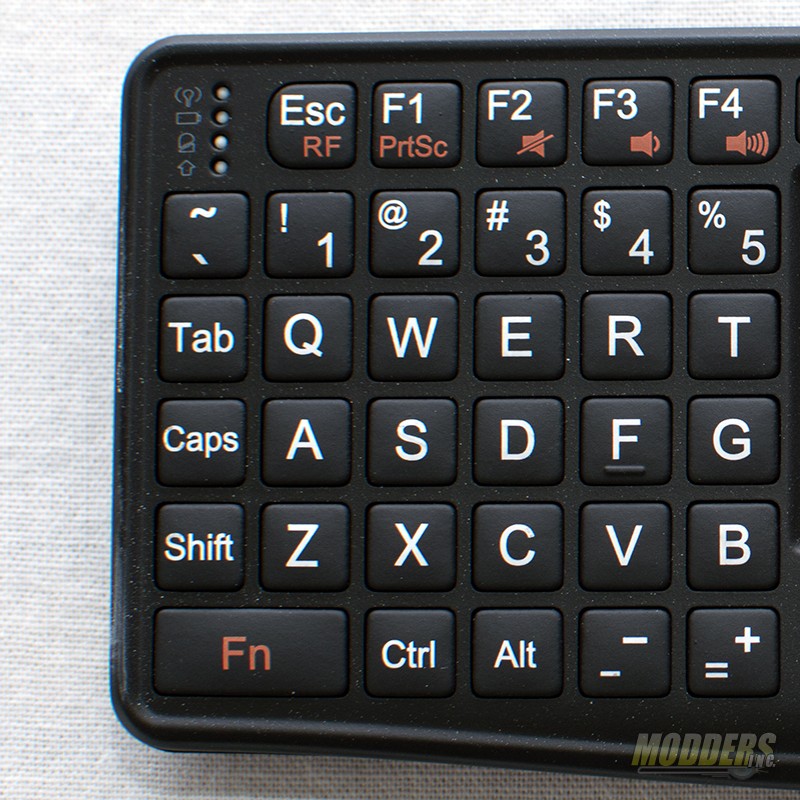 Esc F1 F2 F3 F4
RF PrtSc
~ ! @ # $ %
` 1 2 3 4 5
Tab Q W E R T
Caps A S D F G
Shift Z X C V B
Fn Ctrl Alt _ - = +
MODDERS
INC.